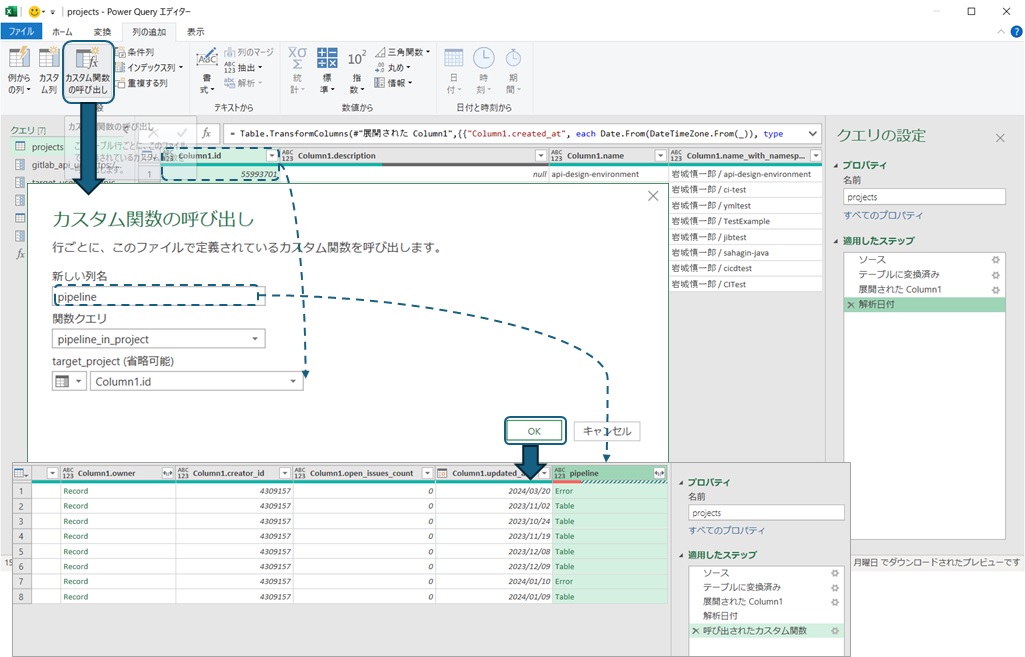 projects - Power Query エディター
ファイル ホーム 変換 列の追加 表示
例から の列
カスタ ム列
カスタム関数 の呼び出し
条件列
インデックス列
重複する列
書 式
列のマージ
抽出
解析
テキストから
統 計
標 準
指 数
三角関数
丸め
情報
数値から
日 付
時 刻
期 間
日付と時刻から
クエリ [7]
= Table.TransformColumns(#"展開された Column1",{{"Column1.created_at", each Date.From(DateTimeZone.From(_)), type
projects
Column1.id Column1.description Column1.name Column1.name_with_namesp...
1 55993701 null api-design-environment 岩城慎一郎 / api-design-environment
岩城慎一郎 / ci-test
岩城慎一郎 / ymltest
岩城慎一郎 / TestExample
岩城慎一郎 / jibtest
岩城慎一郎 / sahagin-java
岩城慎一郎 / cicdtest
岩城慎一郎 / CITest
クエリの設定
プロパティ
名前
projects
すべてのプロパティ
適用したステップ
ソース
テーブルに変換済み
展開された Column1
解析日付
カスタム関数の呼び出し
行ごとに、このファイルで定義されているカスタム関数を呼び出します。
新しい列名
pipeline
関数クエリ
pipeline_in_project
target_project (省略可能)
Column1.id
OK キャンセル
Column1.owner Column1.creator_id Column1.open_issues_count Column1.updated_ pipeline
1 Record 4309157 0 2024/03/20 Error
2 Record 4309157 0 2023/11/02 Table
3 Record 4309157 0 2023/10/24 Table
4 Record 4309157 0 2023/11/19 Table
5 Record 4309157 0 2023/12/08 Table
6 Record 4309157 0 2023/12/09 Table
7 Record 4309157 0 2024/01/10 Error
8 Record 4309157 0 2024/01/09 Table
プロパティ
名前
projects
すべてのプロパティ
適用したステップ
ソース
テーブルに変換済み
展開された Column1
解析日付
呼び出されたカスタム関数
月曜日 でダウンロードされたプレビューです